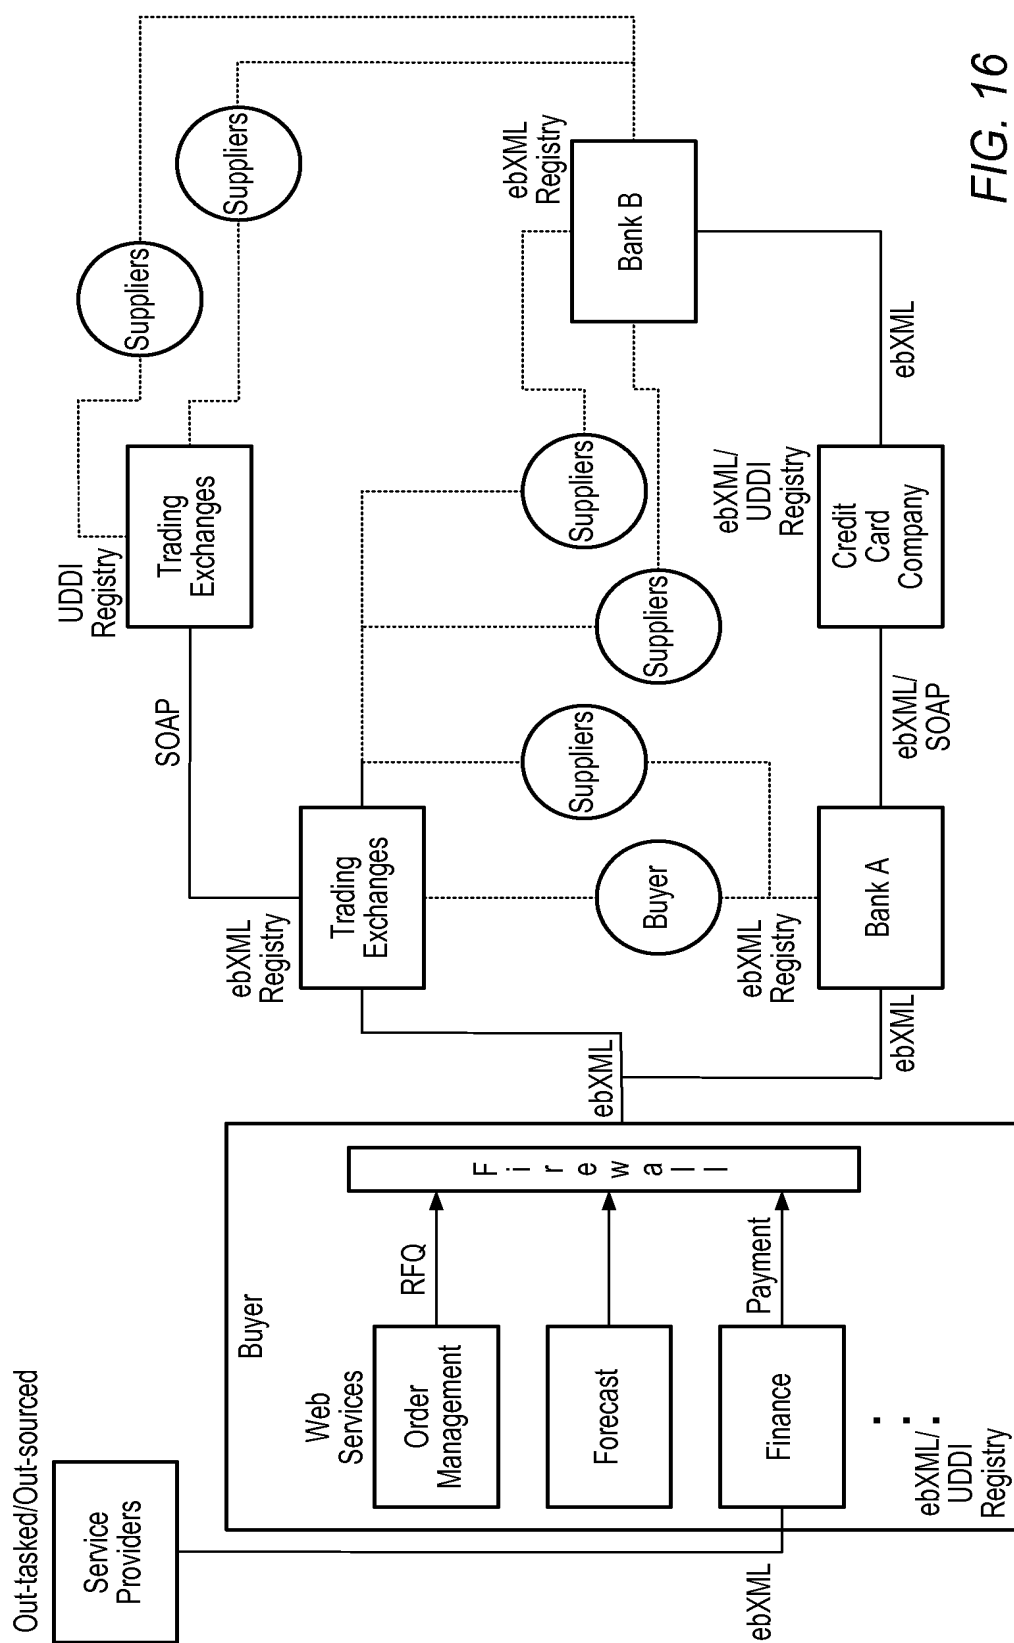 Out-tasked/Out-sourced
Service
Providers
ebXML
Buyer
Web
Services
Order
Management
RFQ
Forecast
Finance
Payment
ebXML/
UDDI
Registry
Firewall
ebXML
ebXML
ebXML
Registry
Trading
Exchanges
SOAP
UDDI
Registry
Trading
Exchanges
Suppliers
Suppliers
Buyer
Suppliers
Suppliers
Suppliers
ebXML
Registry
Bank A
ebXML/
SOAP
ebXML/
UDDI
Registry
Credit
Card
Company
ebXML
ebXML
Registry
Bank B
FIG. 16